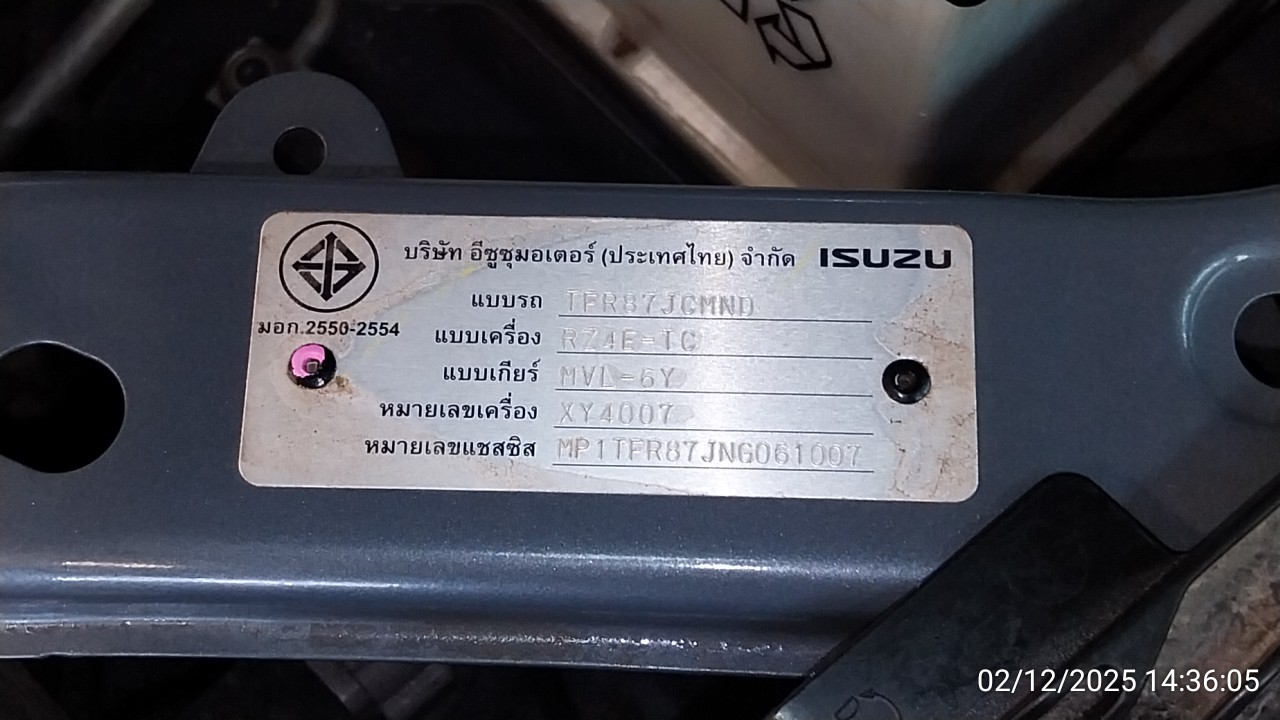 บริษัท อีซูซุมอเตอร์ (ประเทศไทย) จำกัด ISUZU
แบบรถ TFR87JCMND
มอก.2550-2554
แบบเครื่อง RZ4E-TC
แบบเกียร์ MVL-6Y
หมายเลขเครื่อง XY4007
หมายเลขแชสซิส MP1TFR87JNG061007
02/12/2025 14:36:05